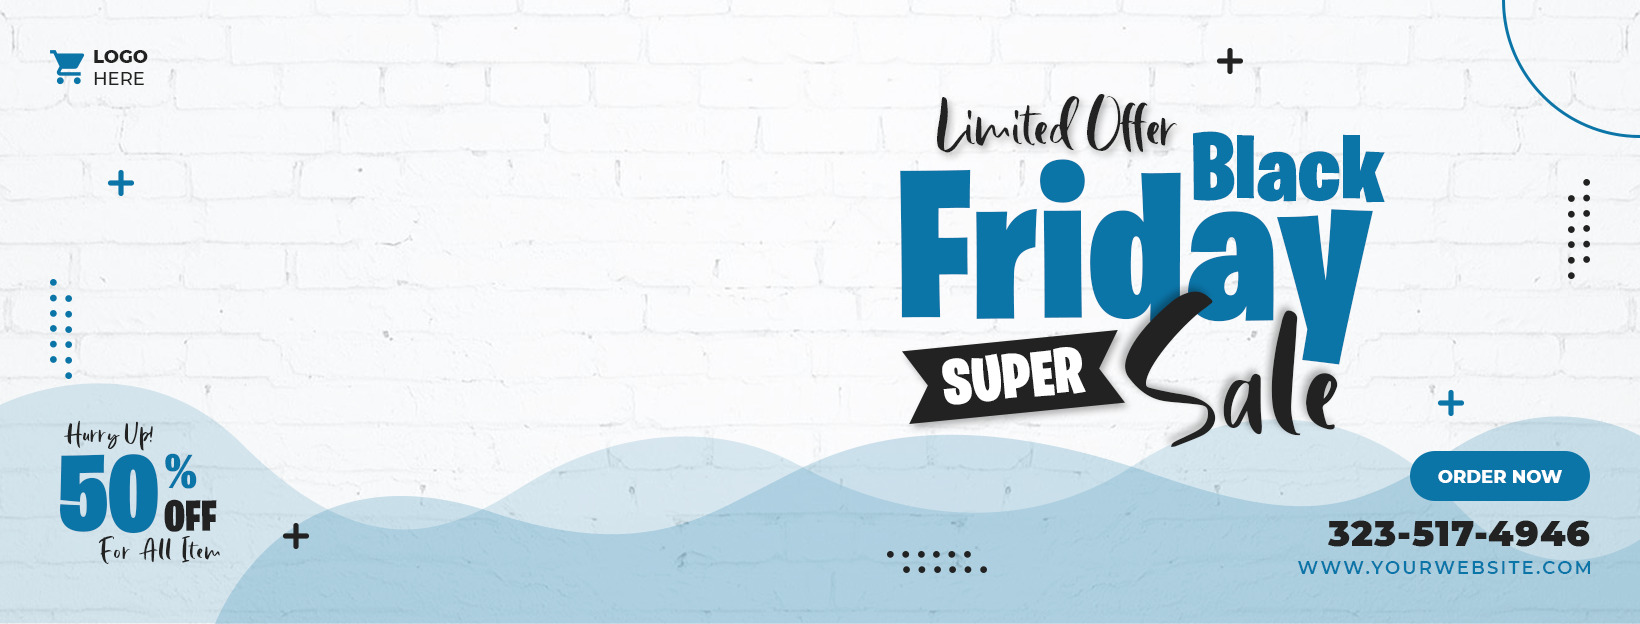 LOGO
HERE
Limited Offer
Black
Friday
SUPER
Sale
Hurry Up!
50%
OFF
For All Item
ORDER NOW
323-517-4946
WWW.YOURWEBSITE.COM